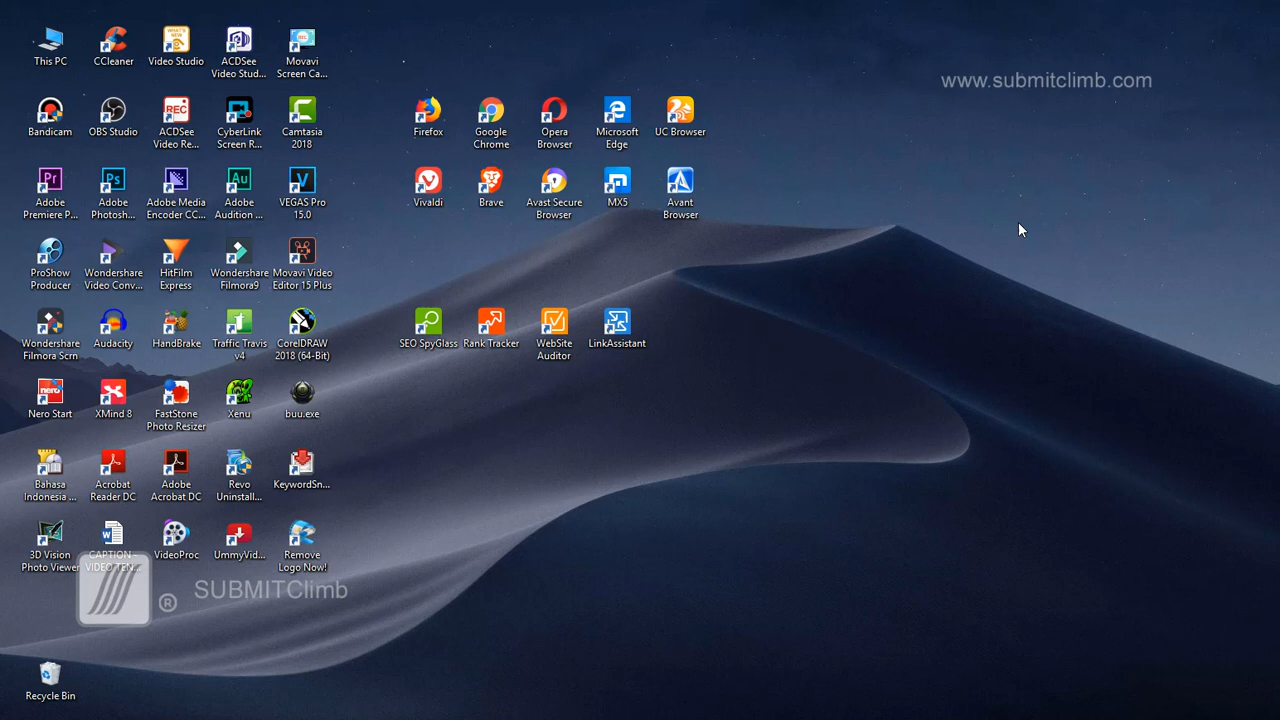 www.submitclimb.com
This PC
CCleaner
Video Studio
ACDSee
Video Stud...
Movavi
Screen Ca...
Bandicam
OBS Studio
ACDSee
Video Re...
CyberLink
Screen R...
Camtasia
2018
Firefox
Google
Chrome
Opera
Browser
Microsoft
Edge
UC Browser
Adobe
Premiere P...
Adobe
Photosh...
Adobe Media
Encoder CC...
Adobe
Audition ...
VEGAS Pro
15.0
Vivaldi
Brave
Avast Secure
Browser
MX5
Avant
Browser
ProShow
Producer
Wondershare
Video Conv...
HitFilm
Express
Wondershare
Filmora9
Movavi Video
Editor 15 Plus
Wondershare
Filmora Scrn
Audacity
HandBrake
Traffic Travis
v4
CorelDRAW
2018 (64-Bit)
SEO SpyGlass
Rank Tracker
WebSite
Auditor
LinkAssistant
Nero Start
XMind 8
FastStone
Photo Resizer
Xenu
buu.exe
Bahasa
Indonesia ...
Acrobat
Reader DC
Adobe
Acrobat DC
Revo
Uninstall...
KeywordSn...
3D Vision
Photo Viewer
CAPTION -
VIDEO TEN...
VideoProc
UmmyVid...
Remove
Logo Now!
® SUBMITClimb
Recycle Bin